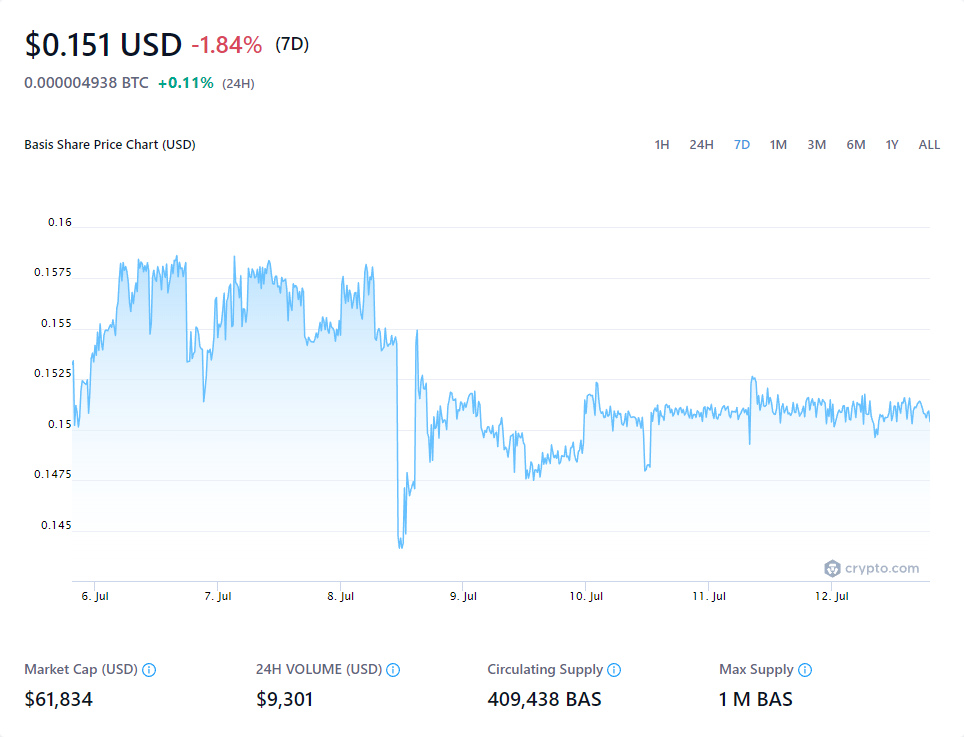 $0.151 USD -1.84% (7D)
0.000004938 BTC +0.11% (24H)
Basis Share Price Chart (USD) 1H 24H 7D 1M 3M 6M 1Y ALL
0.16
0.1575
0.155
0.1525
0.15
0.1475
0.145
crypto.com
6. Jul 7. Jul 8. Jul 9. Jul 10. Jul 11. Jul 12. Jul
Market Cap (USD) 24H VOLUME (USD) Circulating Supply Max Supply
$61,834 $9,301 409,438 BAS 1 M BAS